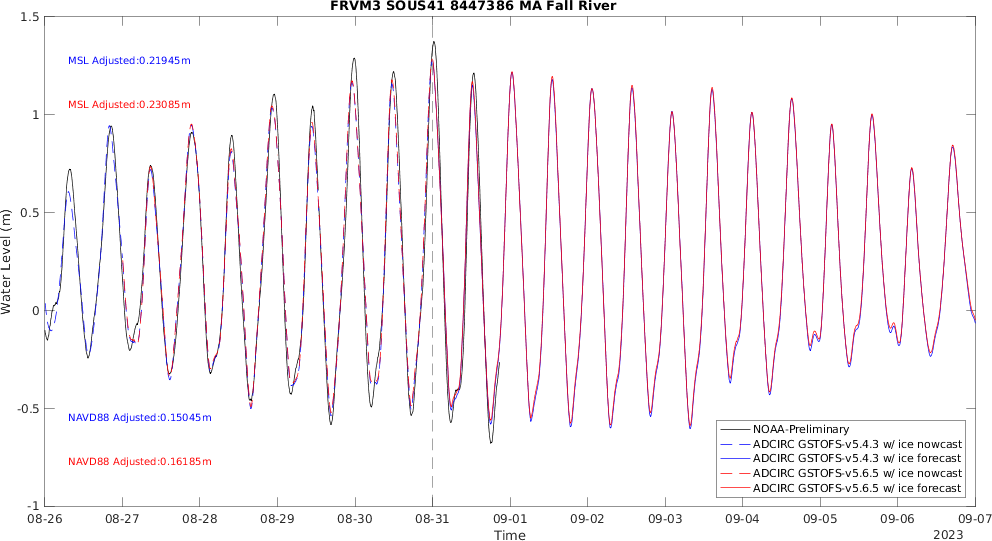 FRVM3 SOUS41 8447386 MA Fall River
1.5
1
0.5
0
-0.5
-1
Water Level (m)
MSL Adjusted:0.21945m
MSL Adjusted:0.23085m
NAVD88 Adjusted:0.15045m
NAVD88 Adjusted:0.16185m
NOAA-Preliminary
ADCIRC GSTOFS-v5.4.3 w/ ice nowcast
ADCIRC GSTOFS-v5.4.3 w/ ice forecast
ADCIRC GSTOFS-v5.6.5 w/ ice nowcast
ADCIRC GSTOFS-v5.6.5 w/ ice forecast
08-26 08-27 08-28 08-29 08-30 08-31 09-01 09-02 09-03 09-04 09-05 09-06 09-07
Time
2023